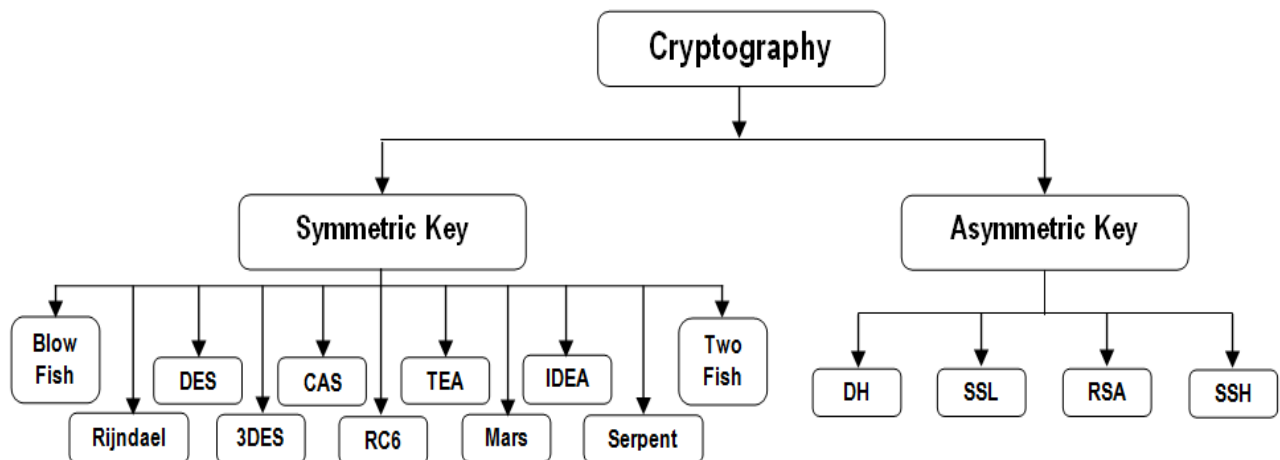 Cryptography
Symmetric Key
Asymmetric Key
Blow
Fish
DES
CAS
TEA
IDEA
Two
Fish
Rijndael
3DES
RC6
Mars
Serpent
DH
SSL
RSA
SSH